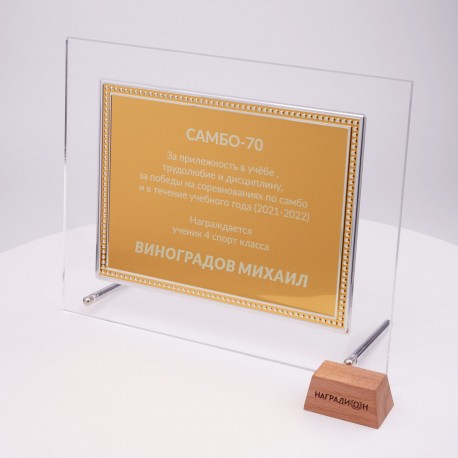 САМБО-70
За прилежность в учёбе ,
трудолюбие и дисциплину,
за победы на соревнованиях по самбо
и в течение учебного года (2021-2022)
Награждается
ученик 4 спорт класса
ВИНОГРАДОВ МИХАИЛ
НАГРАДИ(О)Н